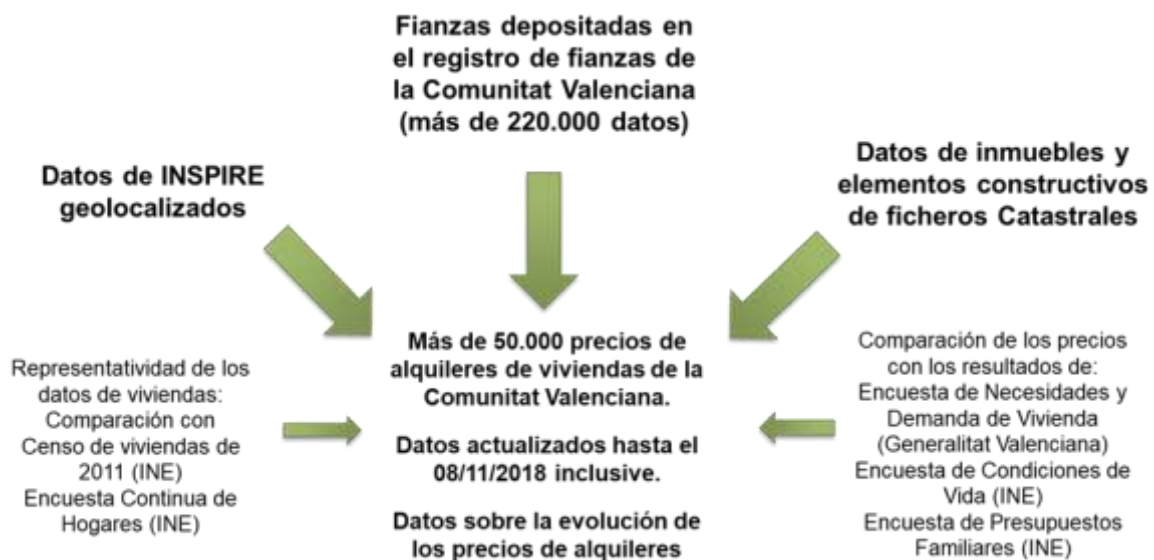 Fianzas depositadas en
el registro de fianzas de
la Comunitat Valenciana
(más de 220.000 datos)
Datos de INSPIRE
geolocalizados
Datos de inmuebles y
elementos constructivos
de ficheros Catastrales
Representatividad de los
datos de viviendas:
Comparación con
Censo de viviendas de
2011 (INE)
Encuesta Continua de
Hogares (INE)
Más de 50.000 precios de
alquileres de viviendas de la
Comunitat Valenciana.
Datos actualizados hasta el
08/11/2018 inclusive.
Datos sobre la evolución de
los precios de alquileres
Comparación de los precios
con los resultados de:
Encuesta de Necesidades y
Demanda de Vivienda
(Generalitat Valenciana)
Encuesta de Condiciones de
Vida (INE)
Encuesta de Presupuestos
Familiares (INE)